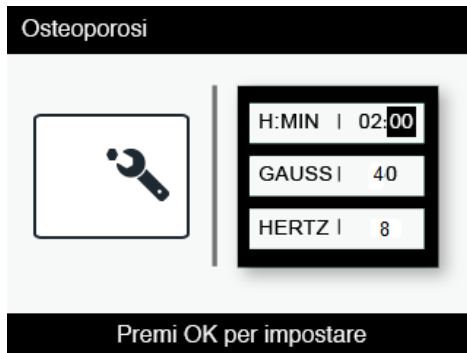 Osteoporosi
H:MIN | 02:00
GAUSS | 40
HERTZ | 8
Premi OK per impostare